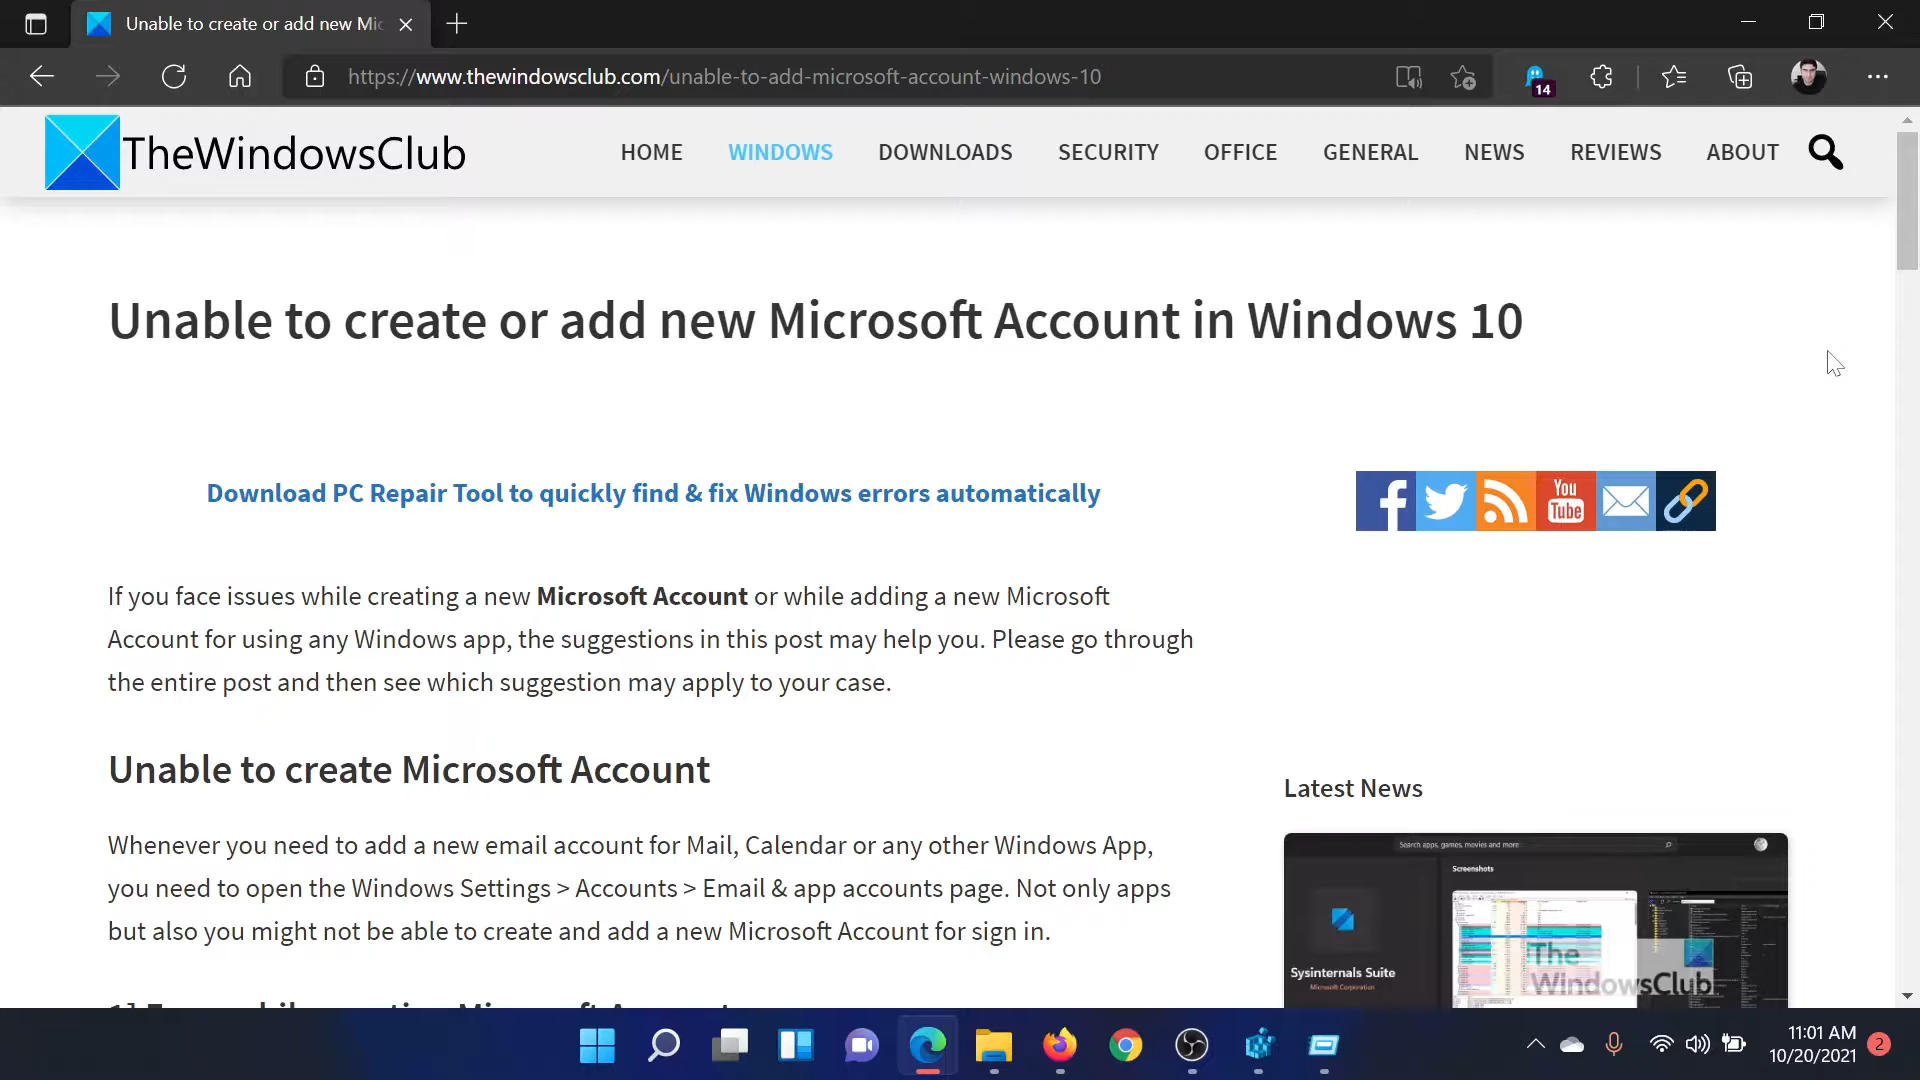 Unable to create or add new Mic
https://www.thewindowsclub.com/unable-to-add-microsoft-account-windows-10
14
TheWindowsClub
HOME
WINDOWS
DOWNLOADS
SECURITY
OFFICE
GENERAL
NEWS
REVIEWS
ABOUT
Unable to create or add new Microsoft Account in Windows 10
Download PC Repair Tool to quickly find & fix Windows errors automatically
You
Tube
If you face issues while creating a new Microsoft Account or while adding a new Microsoft
Account for using any Windows app, the suggestions in this post may help you. Please go through
the entire post and then see which suggestion may apply to your case.
Unable to create Microsoft Account
Latest News
Whenever you need to add a new email account for Mail, Calendar or any other Windows App,
you need to open the Windows Settings > Accounts > Email & app accounts page. Not only apps
but also you might not be able to create and add a new Microsoft Account for sign in.
Search apps, games, movies and more
Screenshots
Sysinternals Suite
Microsoft Corporation
The
WindowsClub
11:01 AM
10/20/2021
2